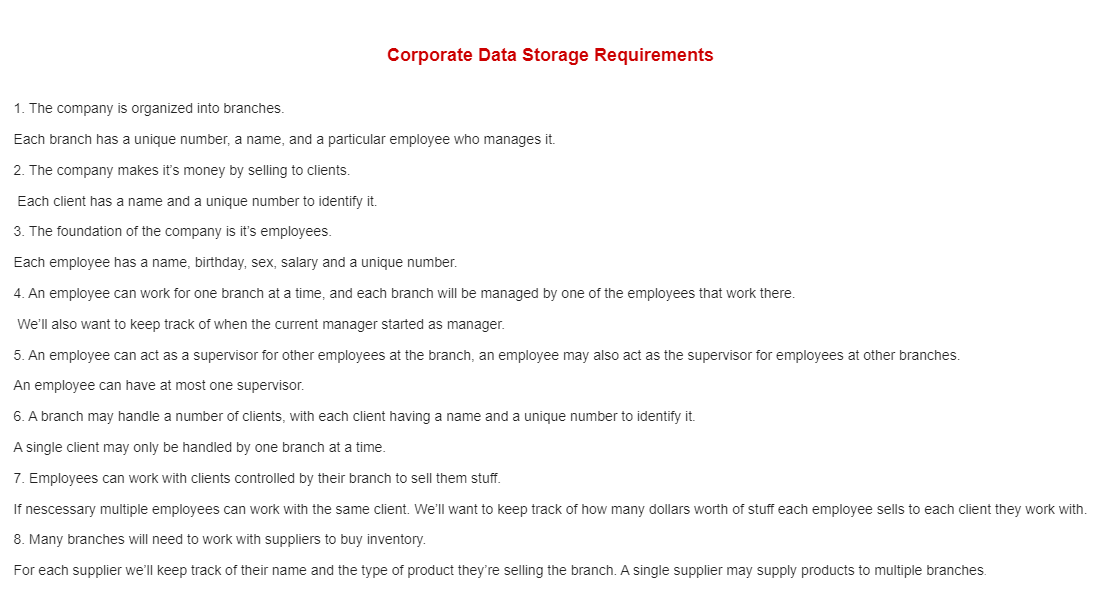 Corporate Data Storage Requirements
1. The company is organized into branches.
Each branch has a unique number, a name, and a particular employee who manages it.
2. The company makes it's money by selling to clients.
Each client has a name and a unique number to identify it.
3. The foundation of the company is it's employees.
Each employee has a name, birthday, sex, salary and a unique number.
4. An employee can work for one branch at a time, and each branch will be managed by one of the employees that work there.
We'll also want to keep track of when the current manager started as manager.
5. An employee can act as a supervisor for other employees at the branch, an employee may also act as the supervisor for employees at other branches.
An employee can have at most one supervisor.
6. A branch may handle a number of clients, with each client having a name and a unique number to identify it.
A single client may only be handled by one branch at a time.
7. Employees can work with clients controlled by their branch to sell them stuff.
If nescessary multiple employees can work with the same client. We'll want to keep track of how many dollars worth of stuff each employee sells to each client they work with.
8. Many branches will need to work with suppliers to buy inventory.
For each supplier we'll keep track of their name and the type of product they're selling the branch. A single supplier may supply products to multiple branches.